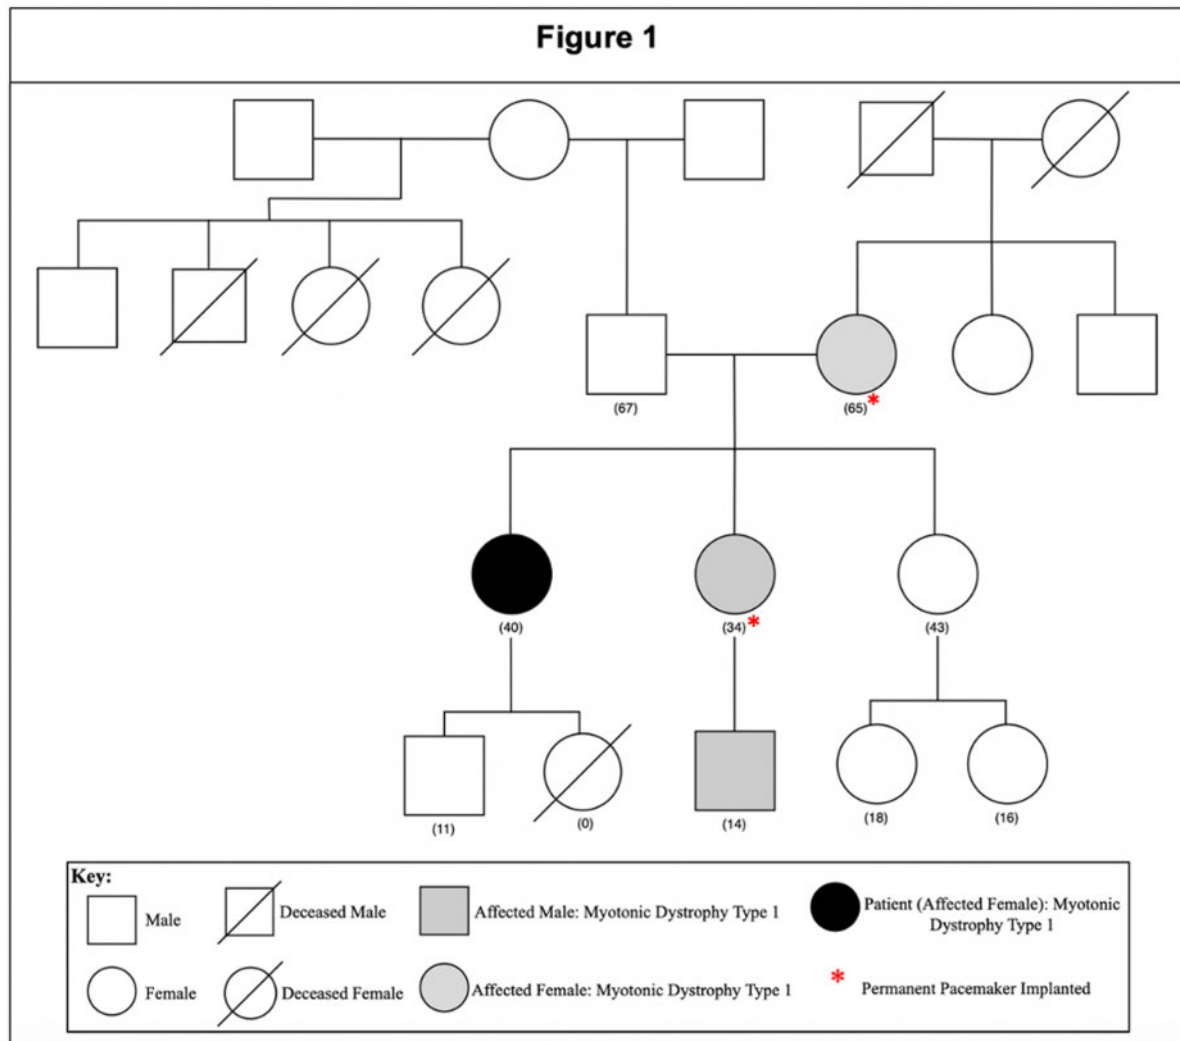 Figure 1
(67)
(65)*
(40)
(34)*
(43)
(11)
(0)
(14)
(18)
(16)
Key:
Male
Deceased Male
Affected Male: Myotonic Dystrophy Type 1
Patient (Affected Female): Myotonic
Dystrophy Type 1
Female
Deceased Female
Affected Female: Myotonic Dystrophy Type 1
* Permanent Pacemaker Implanted